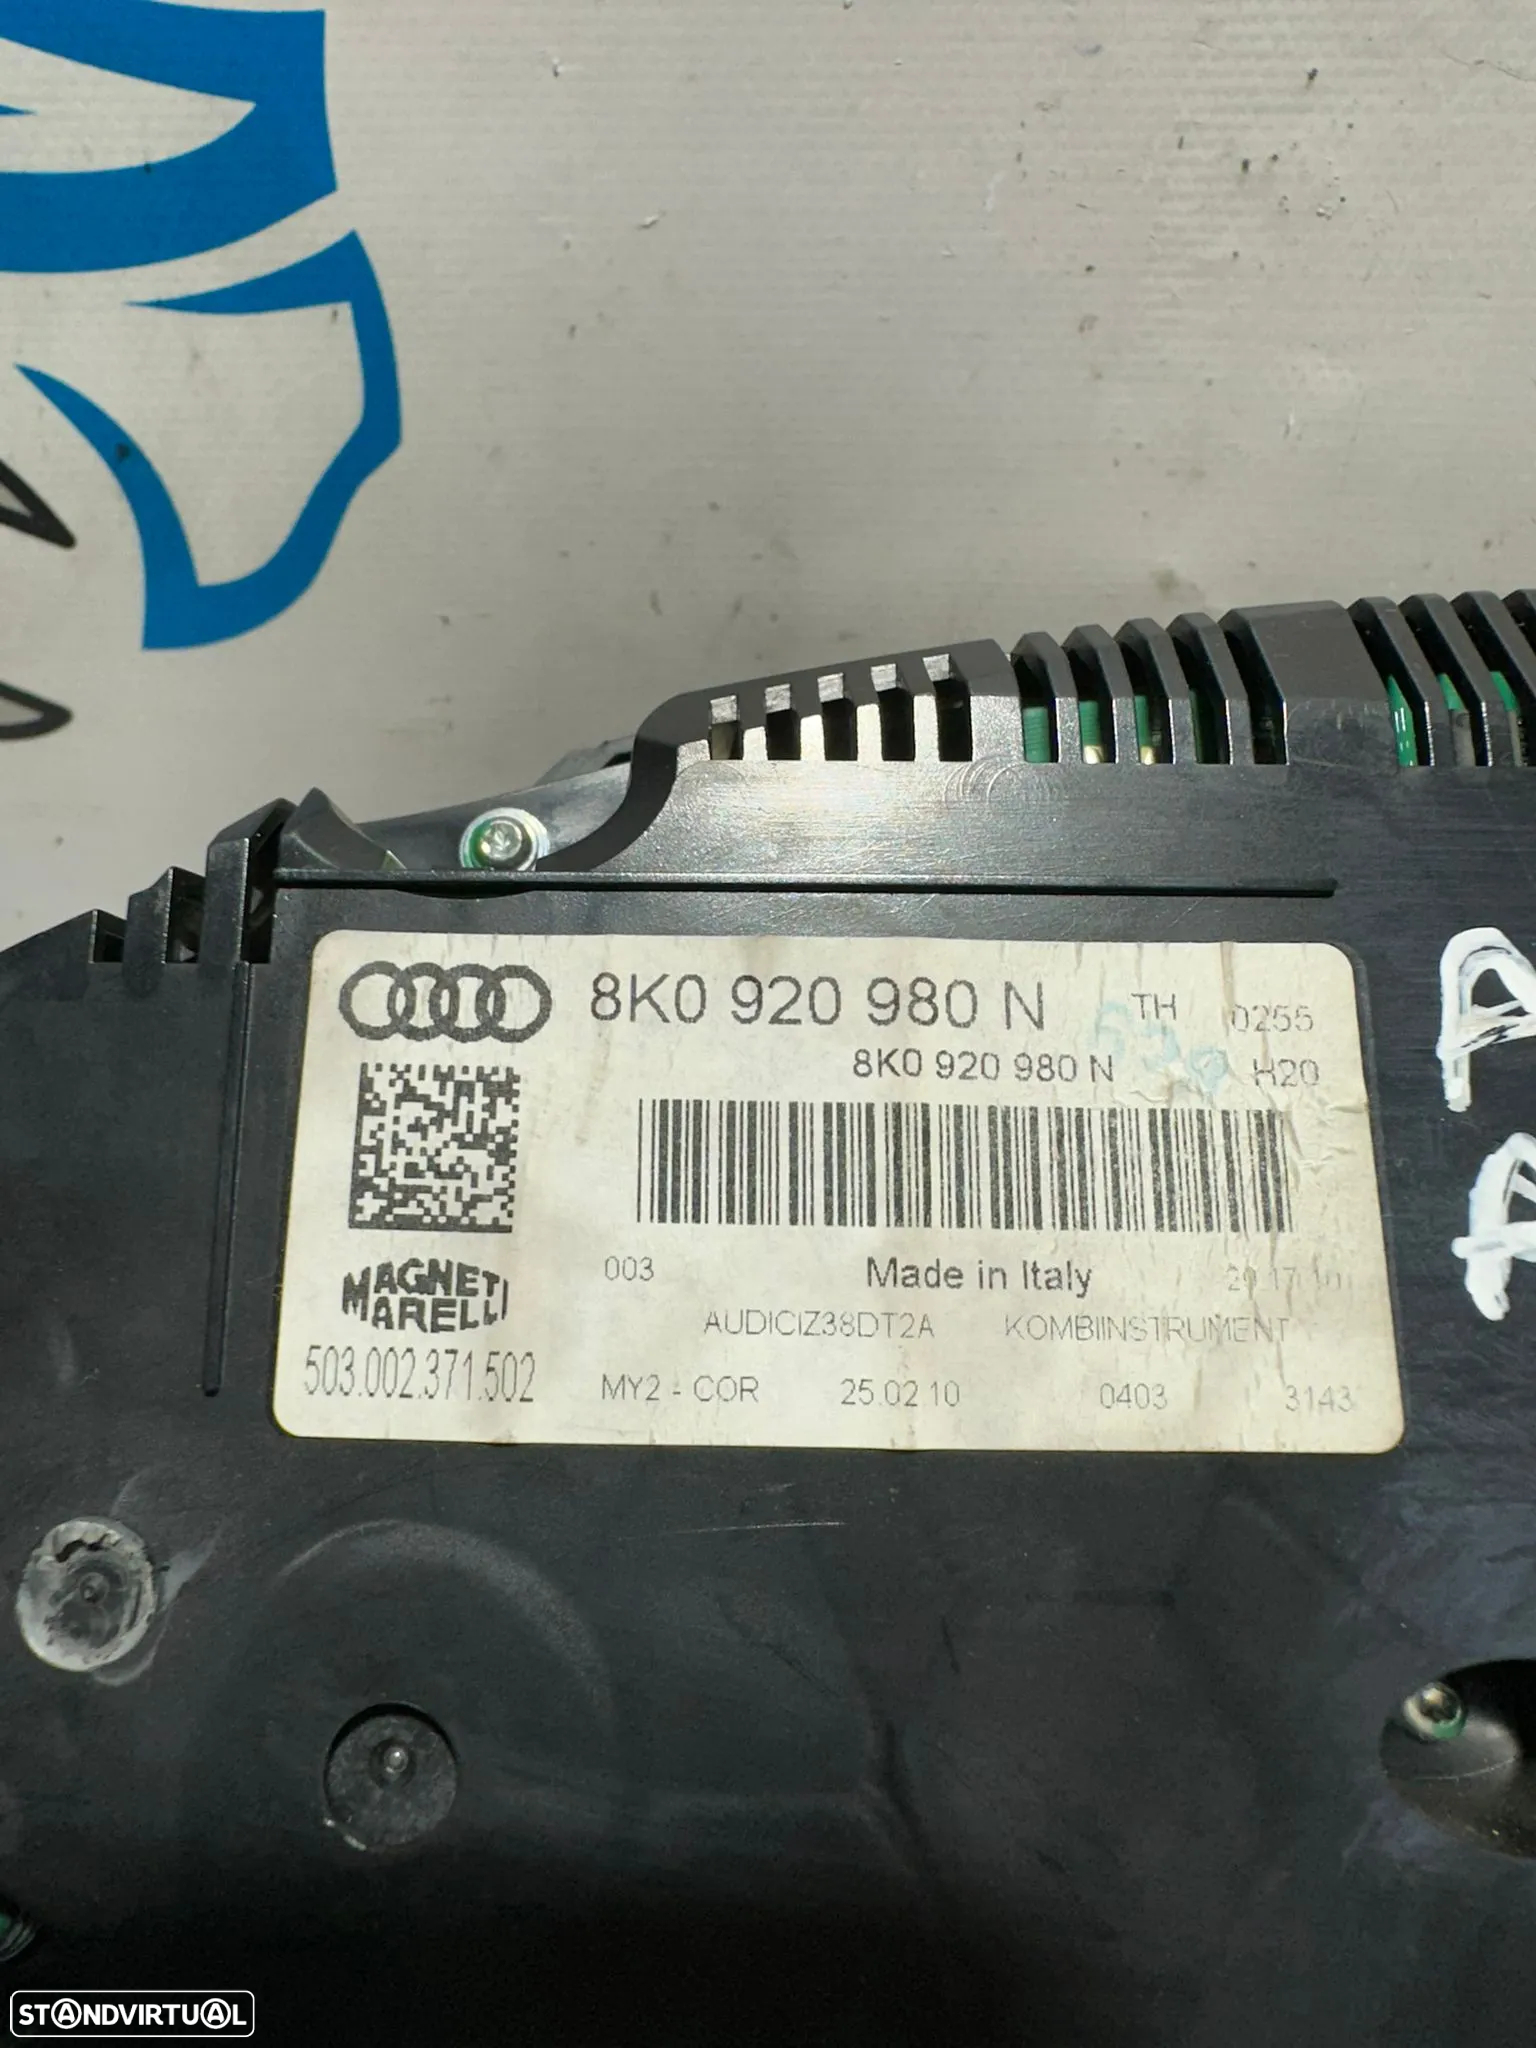 8K0 920 980 N TH 0255
8K0 920 980 N H20
003 Made in Italy
MAGNETI
MARELLI
AUDICIZ38DT2A KOMBIINSTRUMENT
503.002.371.502 MY2 - COR 25.02.10 0403 3143
STANDVIRTUAL